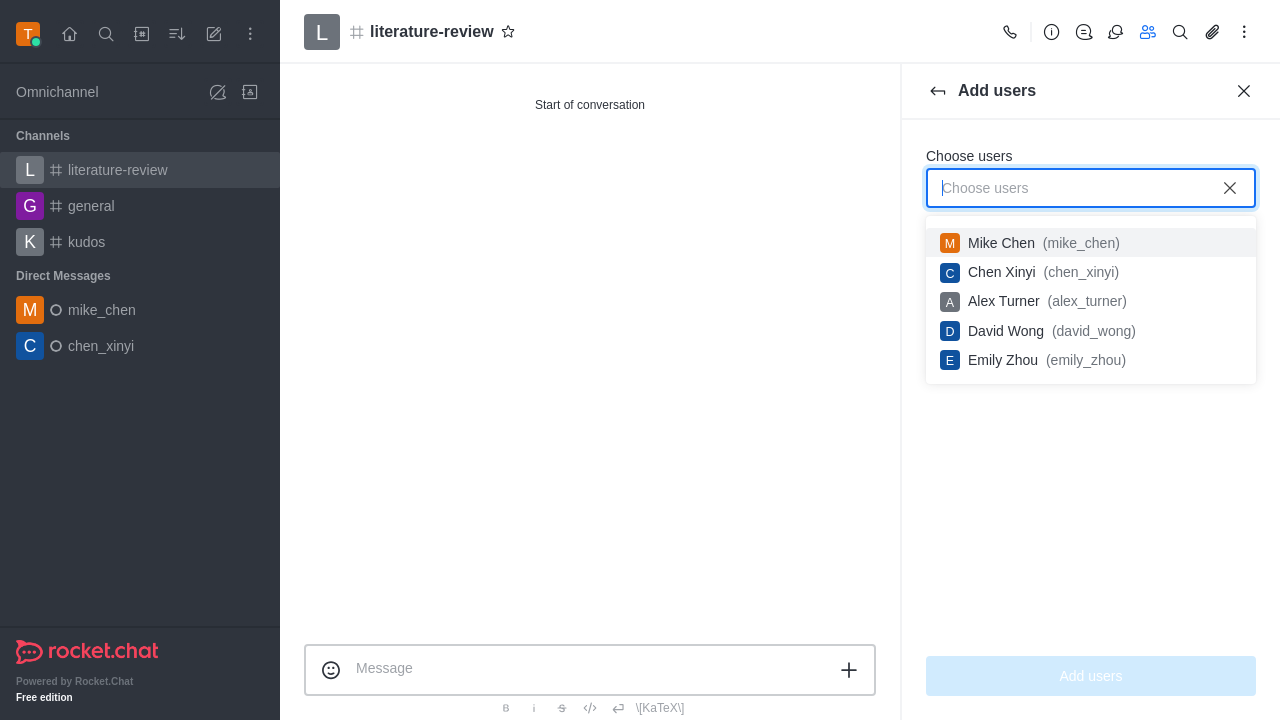 T
Omnichannel
Channels
L literature-review
G general
K kudos
Direct Messages
M mike_chen
C chen_xinyi
rocket.chat
Powered by Rocket.Chat
Free edition
L literature-review
Start of conversation
Message
B i S \[KaTeX\]
Add users
Choose users
Choose users
M Mike Chen (mike_chen)
C Chen Xinyi (chen_xinyi)
A Alex Turner (alex_turner)
D David Wong (david_wong)
E Emily Zhou (emily_zhou)
Add users